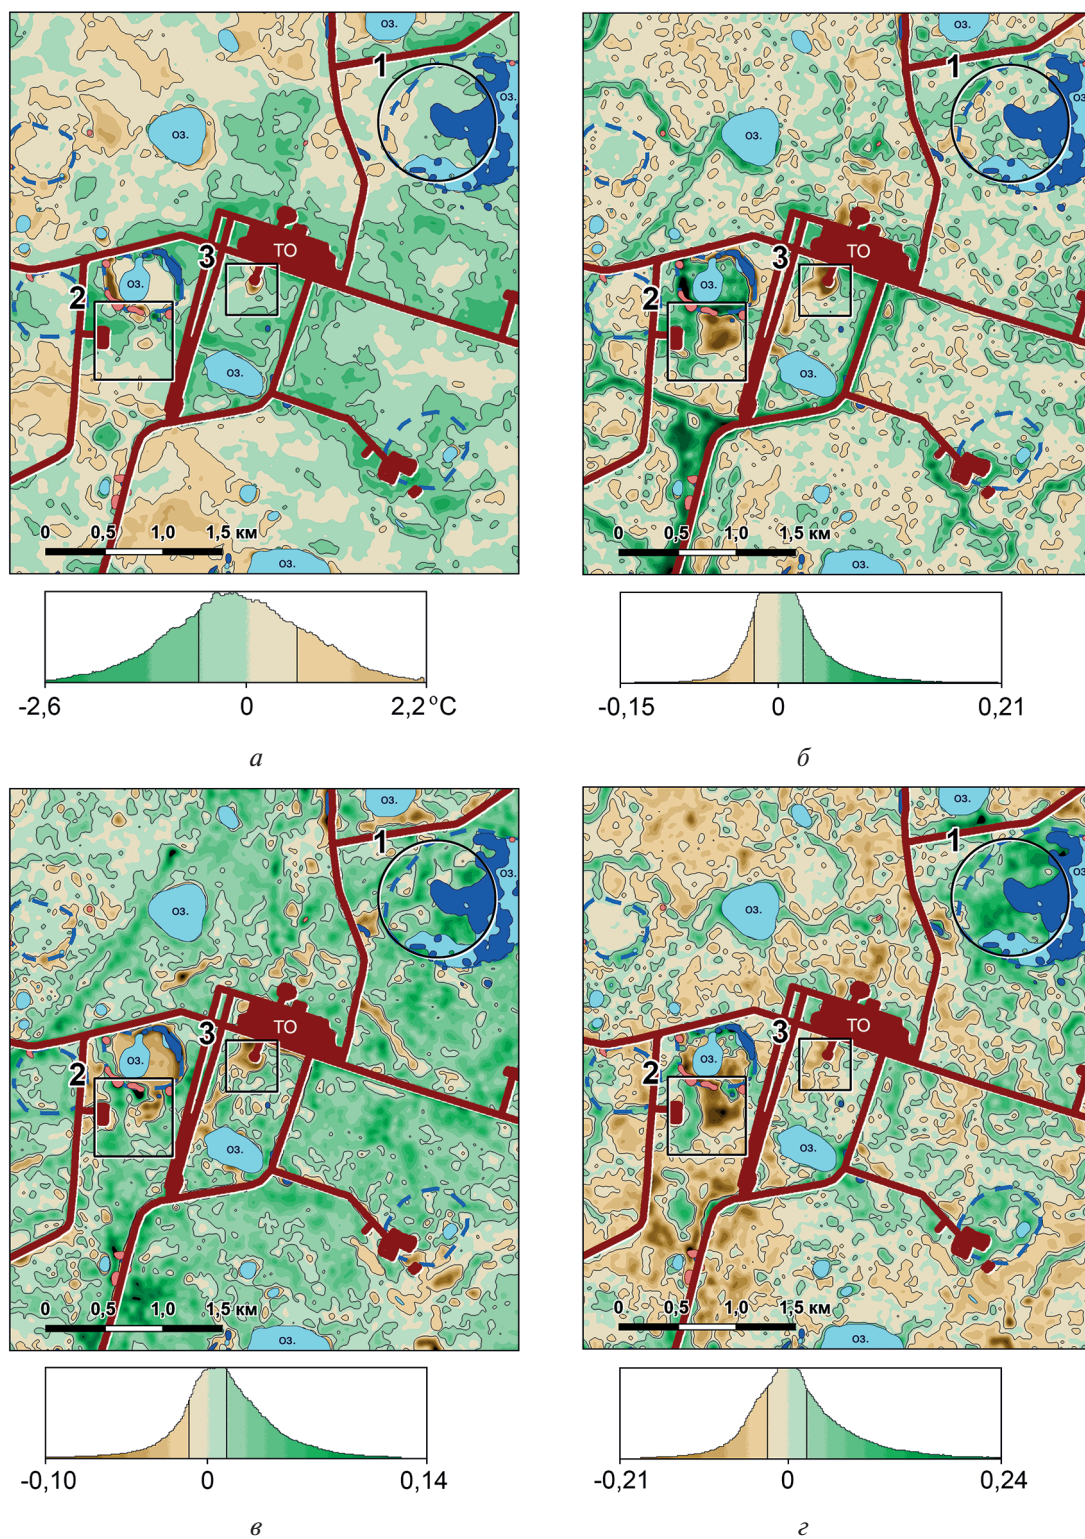 оз.
1
оз.
оз.
3
ТО
2
оз.
оз.
0 0,5 1,0 1,5 км
оз.
-2,6 0 2,2 °C
а
оз.
1
оз.
оз.
3
ТО
2
оз.
оз.
0 0,5 1,0 1,5 км
оз.
-0,15 0 0,21
б
оз.
1
оз.
оз.
3
ТО
2
оз.
оз.
0 0,5 1,0 1,5 км
оз.
-0,10 0 0,14
в
оз.
1
оз.
оз.
3
ТО
2
оз.
оз.
0 0,5 1,0 1,5 км
оз.
-0,21 0 0,24
г